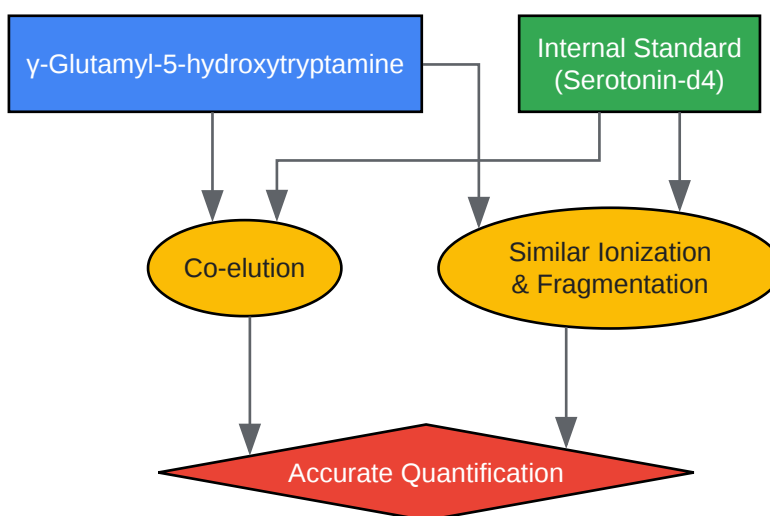 γ-Glutamyl-5-hydroxytryptamine
Internal Standard
(Serotonin-d4)
Co-elution
Similar Ionization
& Fragmentation
Accurate Quantification